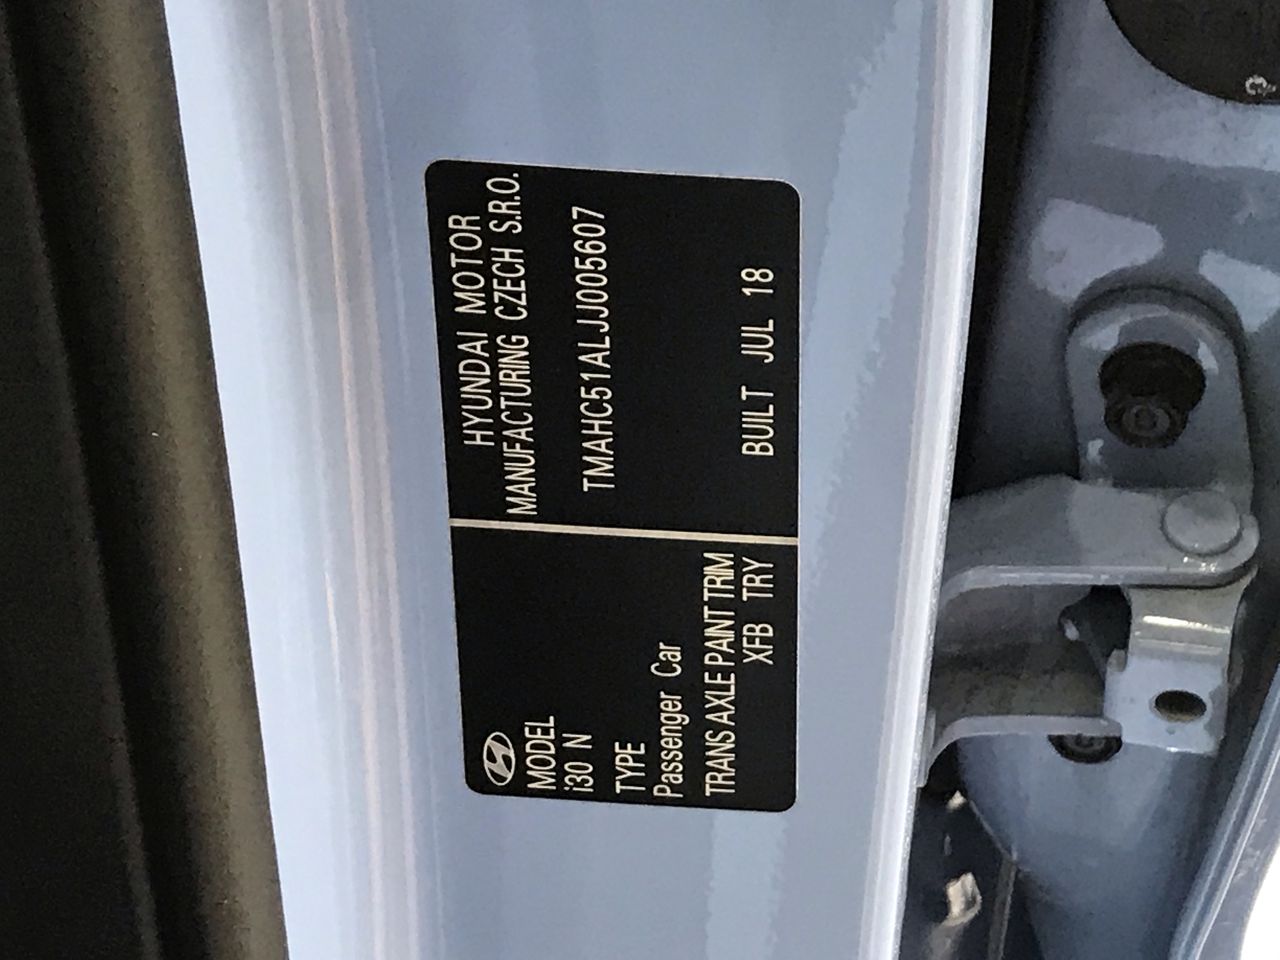 MODEL
i30 N
TYPE
Passenger Car
TRANS AXLE PAINT TRIM
XFB TRY
HYUNDAI MOTOR
MANUFACTURING CZECH S.R.O.
TMAHC51ALJJ005607
BUILT JUL 18